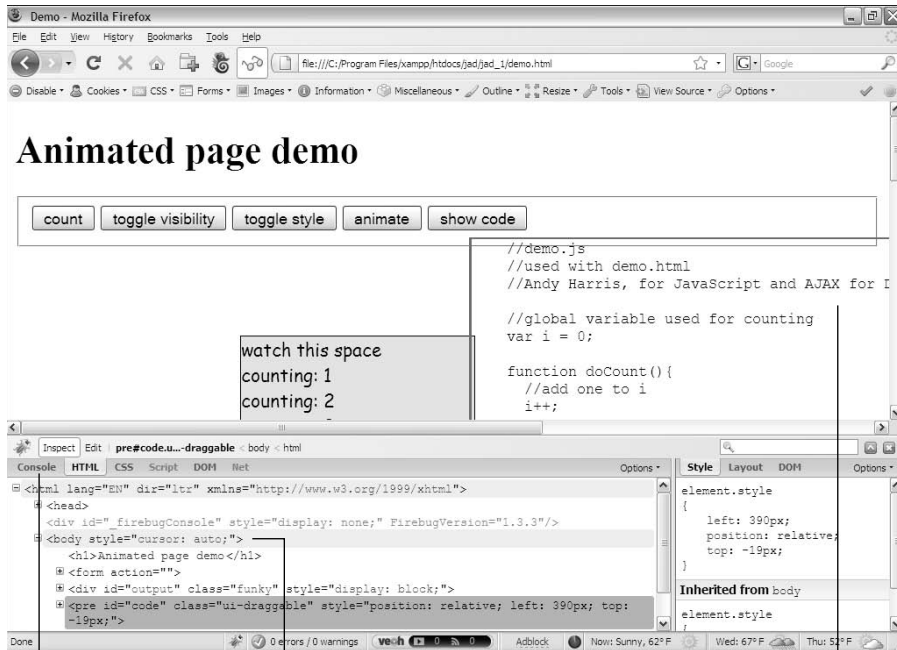 Demo - Mozilla Firefox
File Edit View History Bookmarks Tools Help
file:///C:/Program Files/xampp/htdocs/jad/jad_1/demo.html
G Google
Disable Cookies CSS Forms Images Information Miscellaneous Outline Resize Tools View Source Options
Animated page demo
count toggle visibility toggle style animate show code
//demo.js
//used with demo.html
//Andy Harris, for JavaScript and AJAX for D
//global variable used for counting
var i = 0;
function doCount(){
//add one to i
i++;
watch this space
counting: 1
counting: 2
Inspect Edit pre#code.u...-draggable < body < html
Console HTML CSS Script DOM Net Options
Style Layout DOM Options
<html lang="EN" dir="ltr" xmlns="http://www.w3.org/1999/xhtml">
<head>
<div id="_firebugConsole" style="display: none;" FirebugVersion="1.3.3"/>
<body style="cursor: auto;">
<h1>Animated page demo</h1>
<form action="">
<div id="output" class="funky" style="display: block;">
<pre id="code" class="ui-draggable" style="position: relative; left: 390px; top:
-19px;">
element.style
{
left: 390px;
position: relative;
top: -19px;
}
Inherited from body
element.style
{
Done 0 errors / 0 warnings veoh 0 0 Adblock Now: Sunny, 62° F Wed: 67° F Thu: 52° F